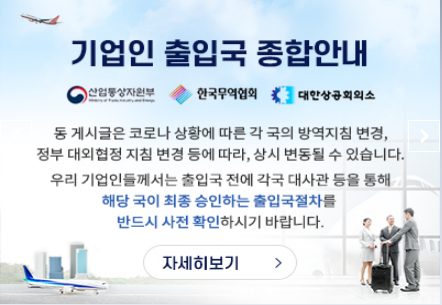 기업인 출입국 종합안내
산업통상자원부 한국무역협회 대한상공회의소
Ministry of Trade, Industry and Energy
동 게시글은 코로나 상황에 따른 각 국의 방역지침 변경,
정부 대외협정 지침 변경 등에 따라, 상시 변동될 수 있습니다.
우리 기업인들께서는 출입국 전에 각국 대사관 등을 통해
해당 국이 최종 승인하는 출입국절차를
반드시 사전 확인하시기 바랍니다.
자세히보기